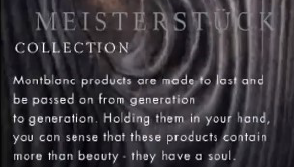 MEISTERSTÜCK
COLLECTION
Montblanc products are made to last and
be passed on from generation
to generation. Holding them in your hand,
you can sense that these products contain
more than beauty - they have a soul.